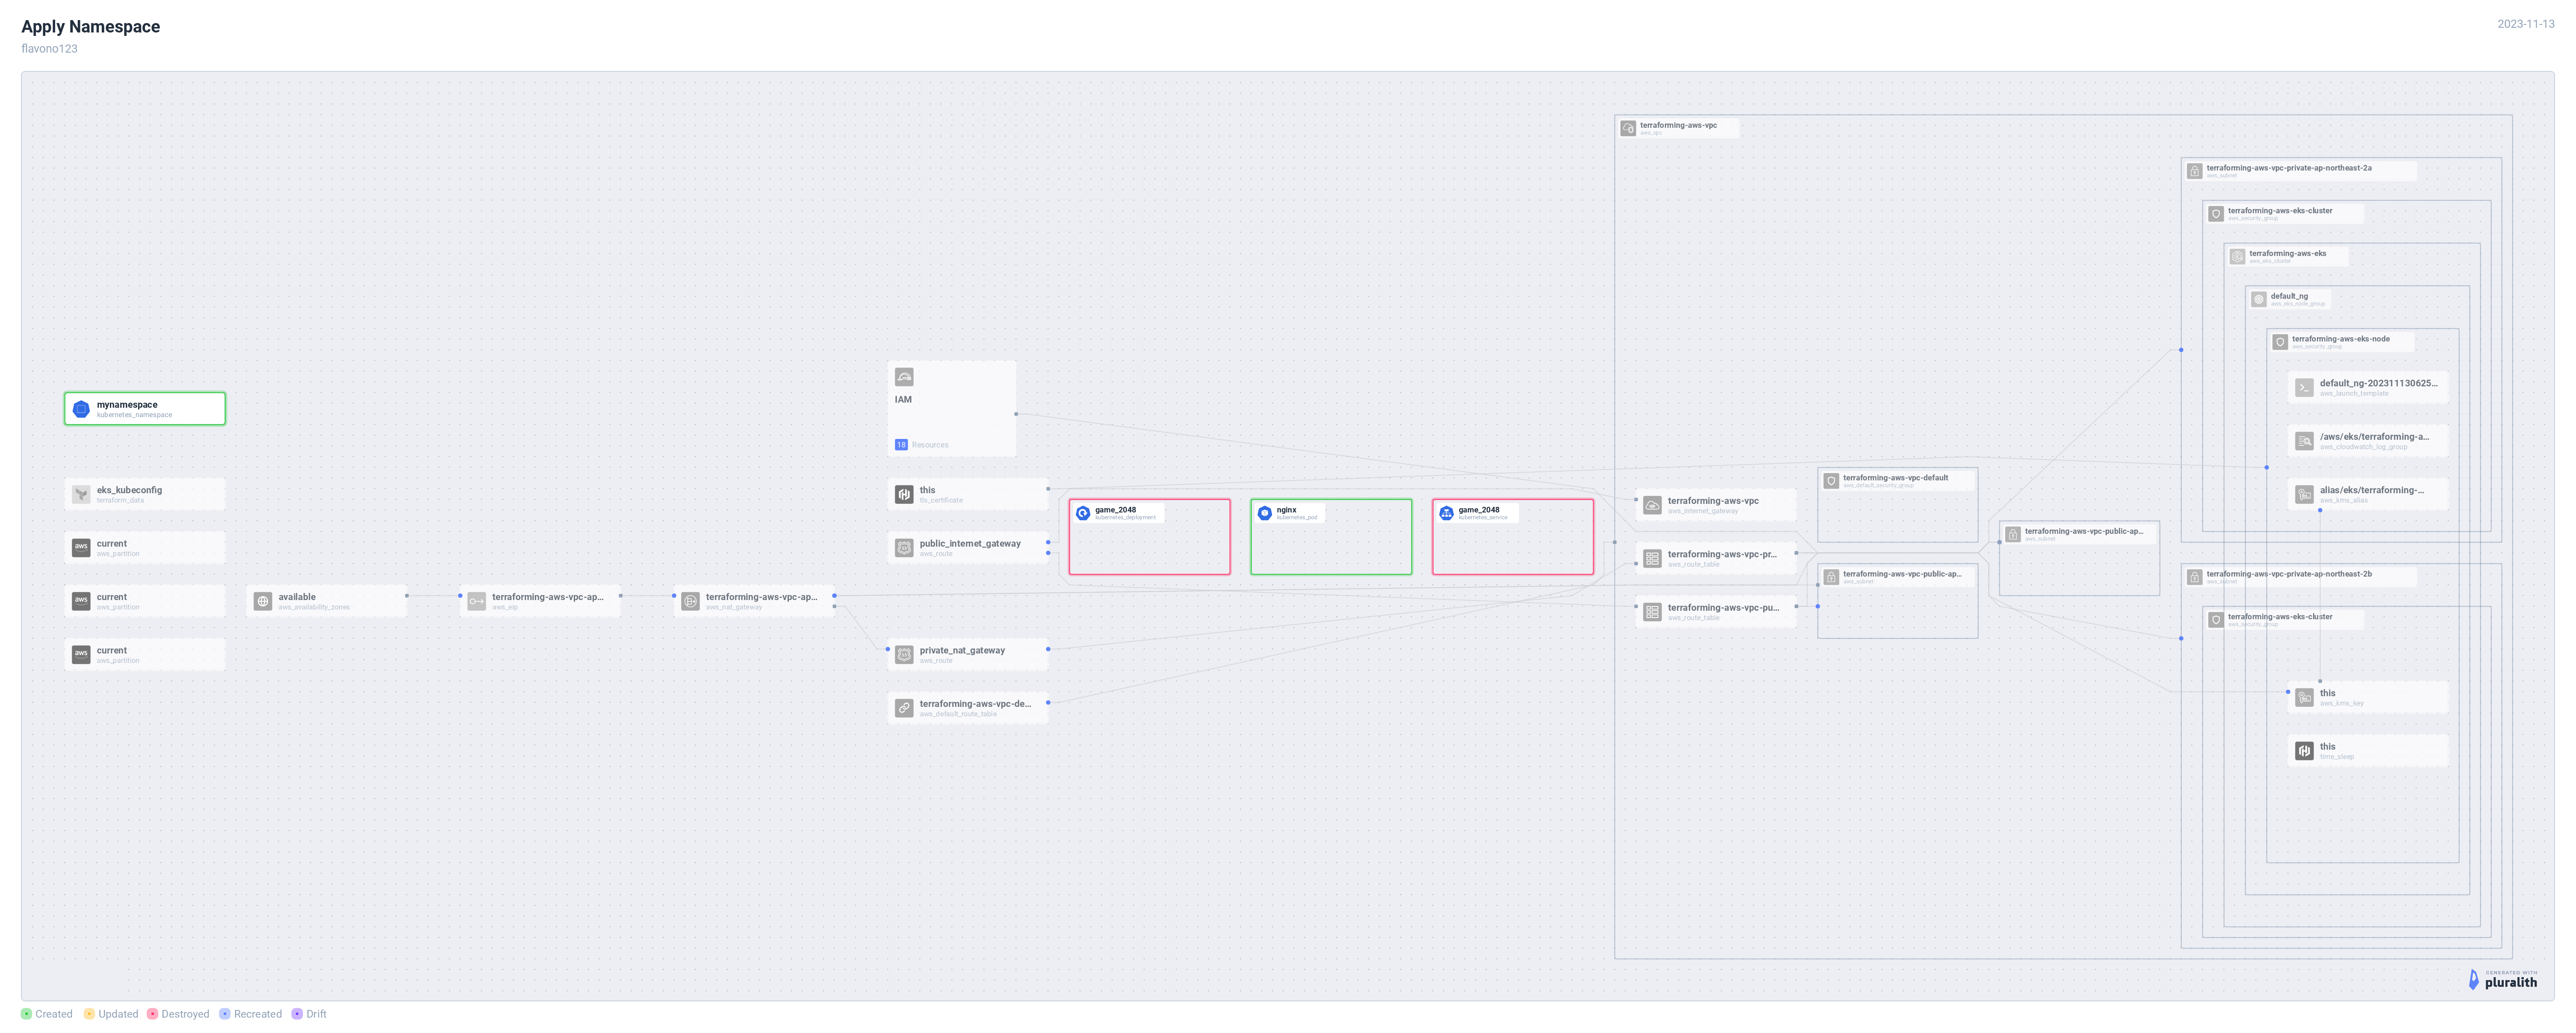 Apply Namespace
flavono123
2023-11-13
terraforming-aws-vpc
aws_vpc
terraforming-aws-vpc-private-ap-northeast-2a
aws_subnet
terraforming-aws-eks-cluster
aws_security_group
terraforming-aws-eks
aws_eks_cluster
default_ng
aws_eks_node_group
terraforming-aws-eks-node
aws_security_group
default_ng-202311130625...
aws_launch_template
/aws/eks/terraforming-a...
aws_cloudwatch_log_group
alias/eks/terraforming-...
aws_kms_alias
mynamespace
kubernetes_namespace
IAM
18 Resources
eks_kubeconfig
terraform_data
this
tls_certificate
game_2048
kubernetes_deployment
nginx
kubernetes_pod
game_2048
kubernetes_service
terraforming-aws-vpc
aws_internet_gateway
terraforming-aws-vpc-default
aws_default_security_group
current
aws_partition
public_internet_gateway
aws_route
terraforming-aws-vpc-pr...
aws_route_table
terraforming-aws-vpc-public-ap...
aws_subnet
terraforming-aws-vpc-public-ap...
aws_subnet
terraforming-aws-vpc-private-ap-northeast-2b
aws_subnet
current
aws_partition
available
aws_availability_zones
terraforming-aws-vpc-ap...
aws_eip
terraforming-aws-vpc-ap...
aws_nat_gateway
terraforming-aws-vpc-pu...
aws_route_table
terraforming-aws-eks-cluster
aws_security_group
current
aws_partition
private_nat_gateway
aws_route
terraforming-aws-vpc-de...
aws_default_route_table
this
aws_kms_key
this
time_sleep
GENERATED WITH
pluralith
Created
Updated
Destroyed
Recreated
Drift